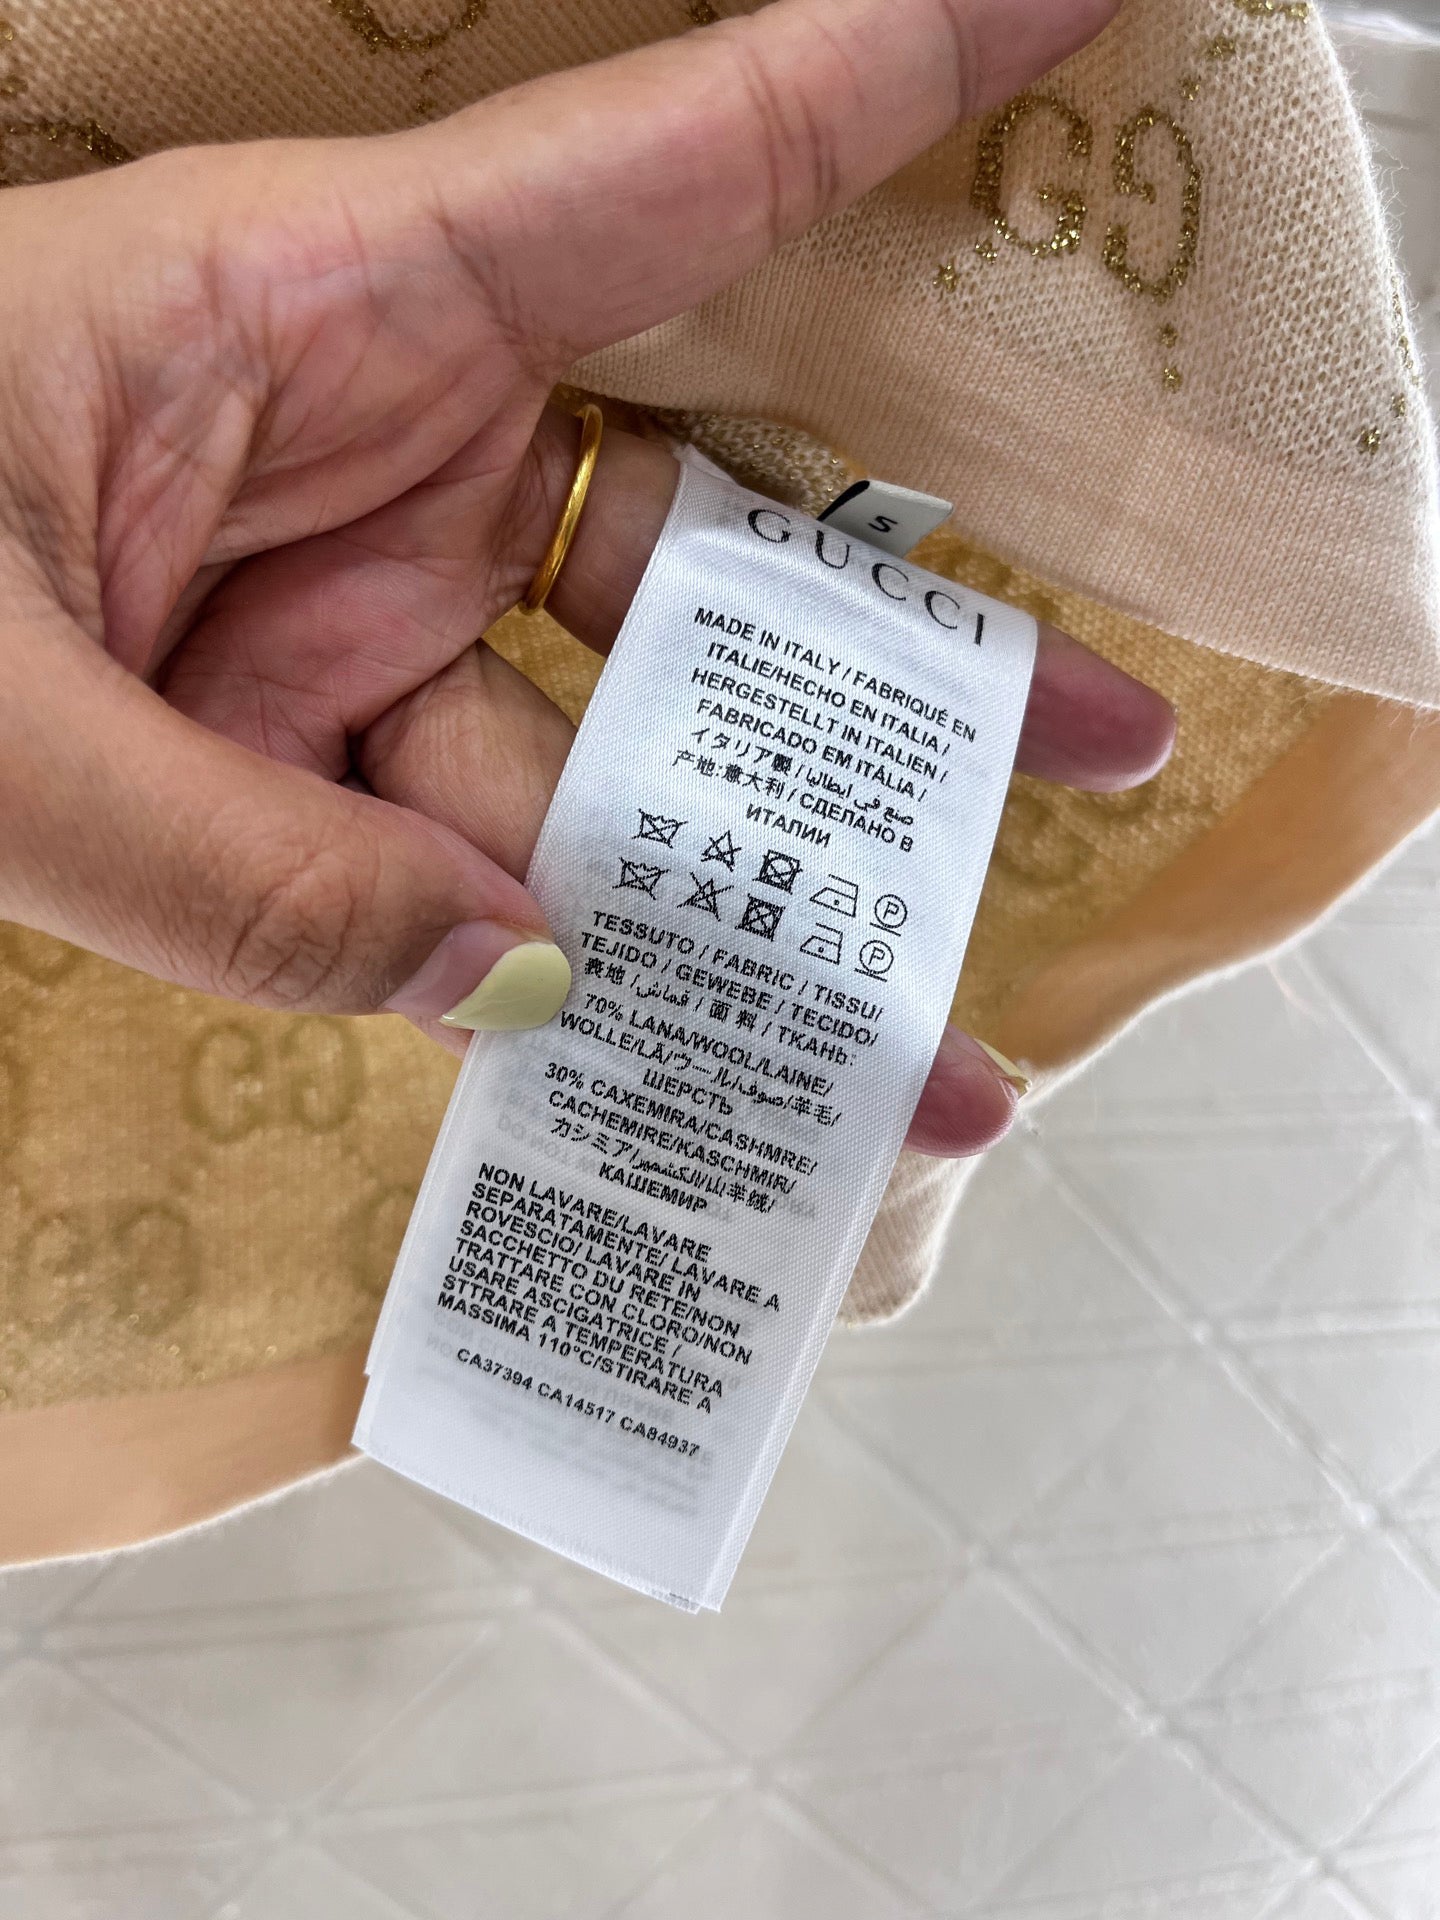 S
GUCCI
MADE IN ITALY / FABRIQUÉ EN
ITALIE/HECHO EN ITALIA /
HERGESTELLT IN ITALIEN /
FABRICADO EM ITÁLIA /
イタリア製 / صنع في ايطاليا /
产地:意大利 / СДЕЛАНО В
ИТАЛИИ
P
P
TESSUTO / FABRIC / TISSU/
TEJIDO / GEWEBE / TECIDO/
表地 / قماش / 面 料 / ТКАНЬ:
70% LANA/WOOL/LAINE/
WOLLE/LÃ/ウール/صوف/羊毛/
ШЕРСТЬ
30% CAXEMIRA/CASHMRE/
CACHEMIRE/KASCHMIR/
カシミア/الكشمير/山羊绒/
КАШЕМИР
NON LAVARE/LAVARE
SEPARATAMENTE/ LAVARE A
ROVESCIO/ LAVARE IN
SACCHETTO DU RETE/NON
TRATTARE CON CLORO/NON
USARE ASCIGATRICE /
STTRARE A TEMPERATURA
MASSIMA 110°C/STIRARE A
CA37394 CA14517 CA84937